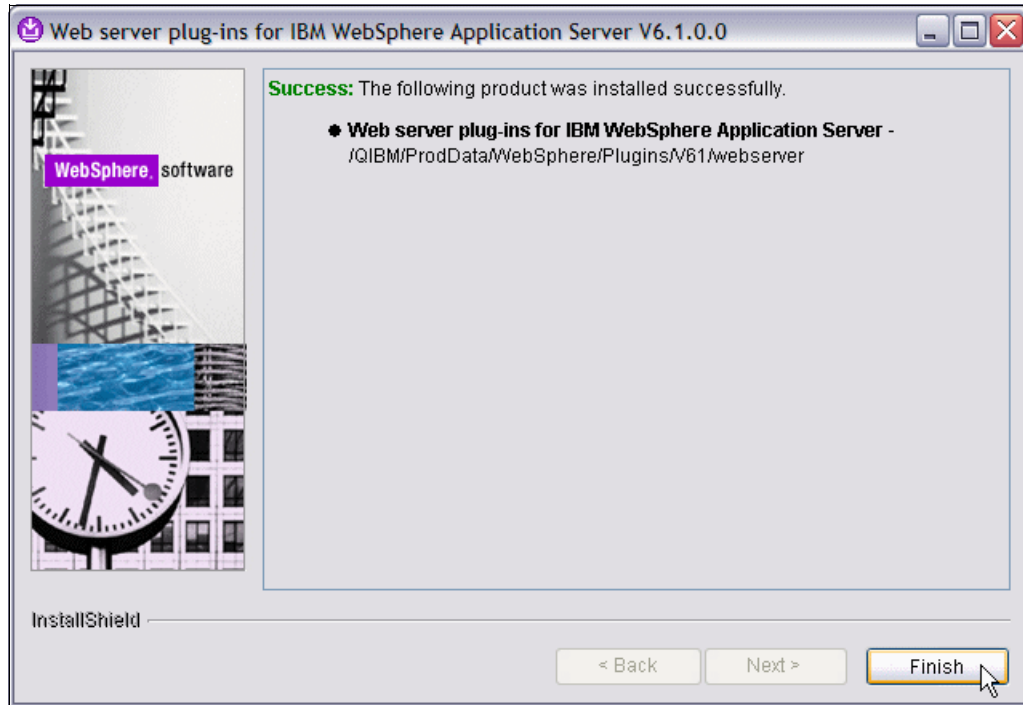 Web server plug-ins for IBM WebSphere Application Server V6.1.0.0
WebSphere. software
Success: The following product was installed successfully.
● Web server plug-ins for IBM WebSphere Application Server -
/QIBM/ProdData/WebSphere/Plugins/V61/webserver
InstallShield
< Back
Next >
Finish